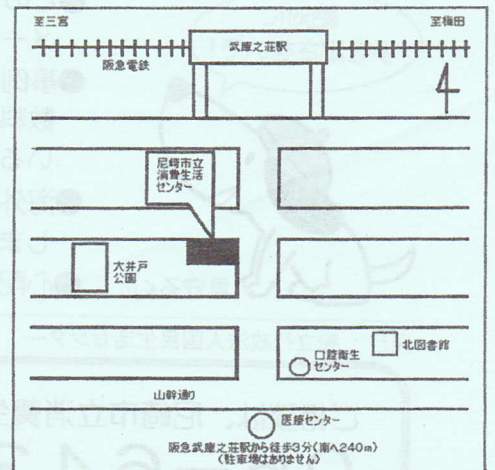 至三宮
至梅田
武庫之荘駅
阪急電鉄
尼崎市立
消費生活
センター
大井戸
公園
北図書館
口腔衛生
センター
山幹通り
医療センター
阪急武庫之荘駅から徒歩3分(南へ240m)
(駐車場はありません)